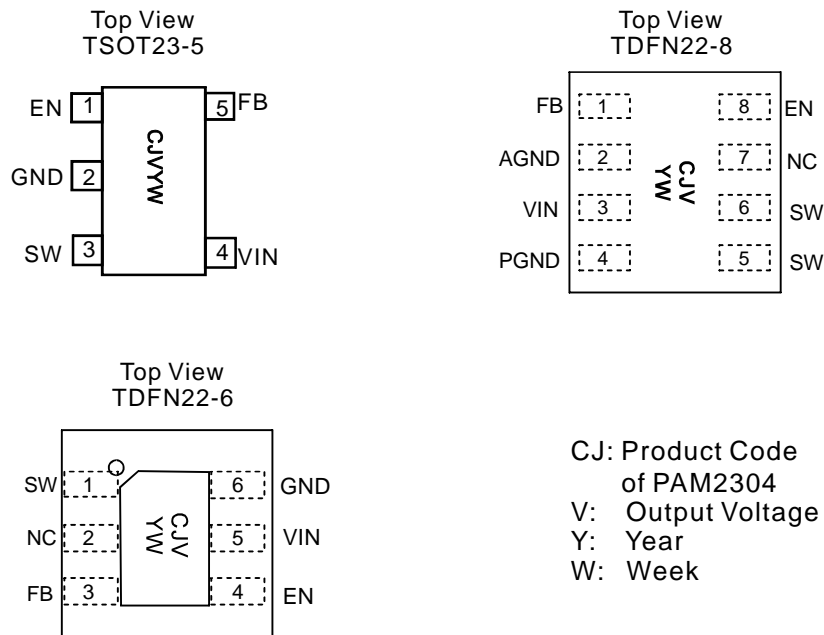 Top View
TSOT23-5
EN 1
5 FB
GND 2
SW 3
4 VIN
CJVYW
Top View
TDFN22-8
FB 1
8 EN
AGND 2
7 NC
VIN 3
6 SW
PGND 4
5 SW
CJV
YW
Top View
TDFN22-6
SW 1
6 GND
NC 2
5 VIN
FB 3
4 EN
CJV
YW
CJ: Product Code
of PAM2304
V: Output Voltage
Y: Year
W: Week